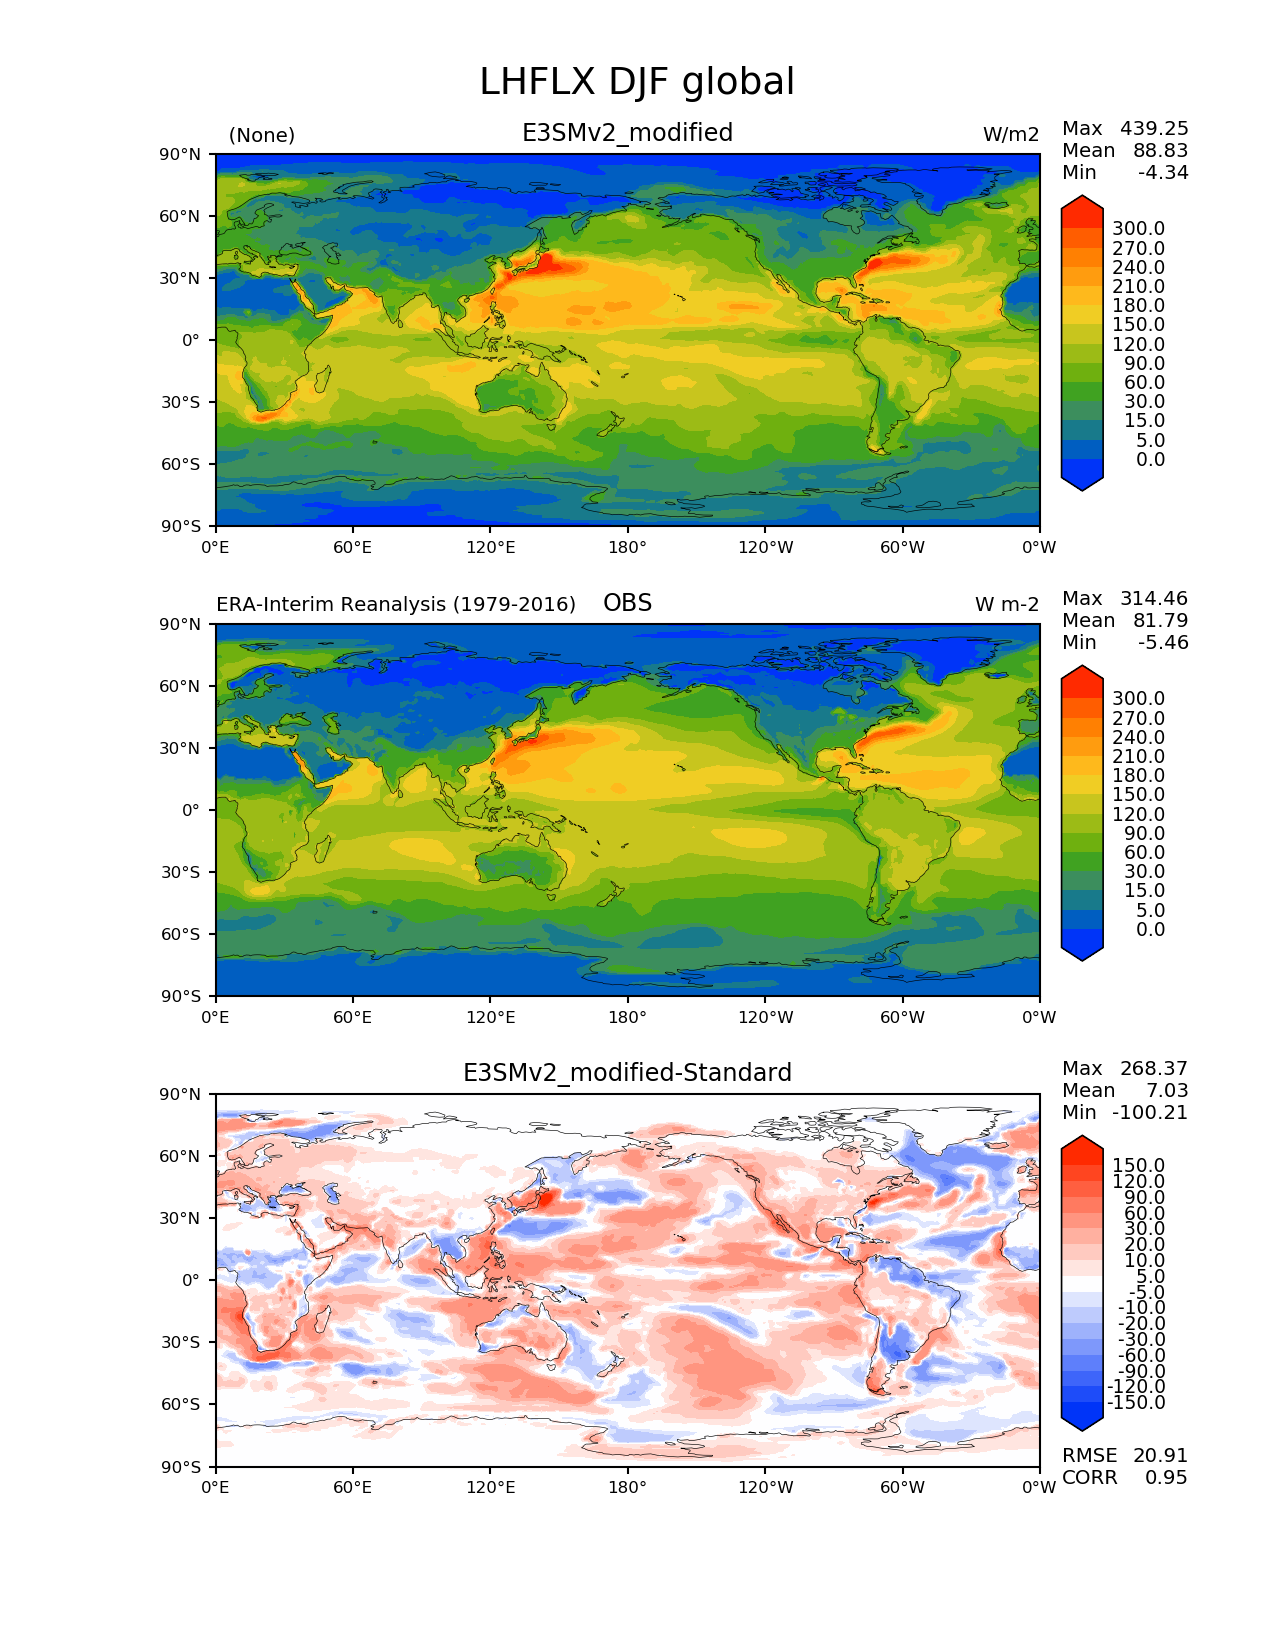 LHFLX DJF global
(None) E3SMv2_modified W/m2
Max 439.25
Mean 88.83
Min -4.34
90°N
60°N
30°N
0°
30°S
60°S
90°S
0°E 60°E 120°E 180° 120°W 60°W 0°W
300.0
270.0
240.0
210.0
180.0
150.0
120.0
90.0
60.0
30.0
15.0
5.0
0.0
ERA-Interim Reanalysis (1979-2016) OBS W m-2
Max 314.46
Mean 81.79
Min -5.46
90°N
60°N
30°N
0°
30°S
60°S
90°S
0°E 60°E 120°E 180° 120°W 60°W 0°W
300.0
270.0
240.0
210.0
180.0
150.0
120.0
90.0
60.0
30.0
15.0
5.0
0.0
E3SMv2_modified-Standard
Max 268.37
Mean 7.03
Min -100.21
90°N
60°N
30°N
0°
30°S
60°S
90°S
0°E 60°E 120°E 180° 120°W 60°W 0°W
150.0
120.0
90.0
60.0
30.0
20.0
10.0
5.0
-5.0
-10.0
-20.0
-30.0
-60.0
-90.0
-120.0
-150.0
RMSE 20.91
CORR 0.95